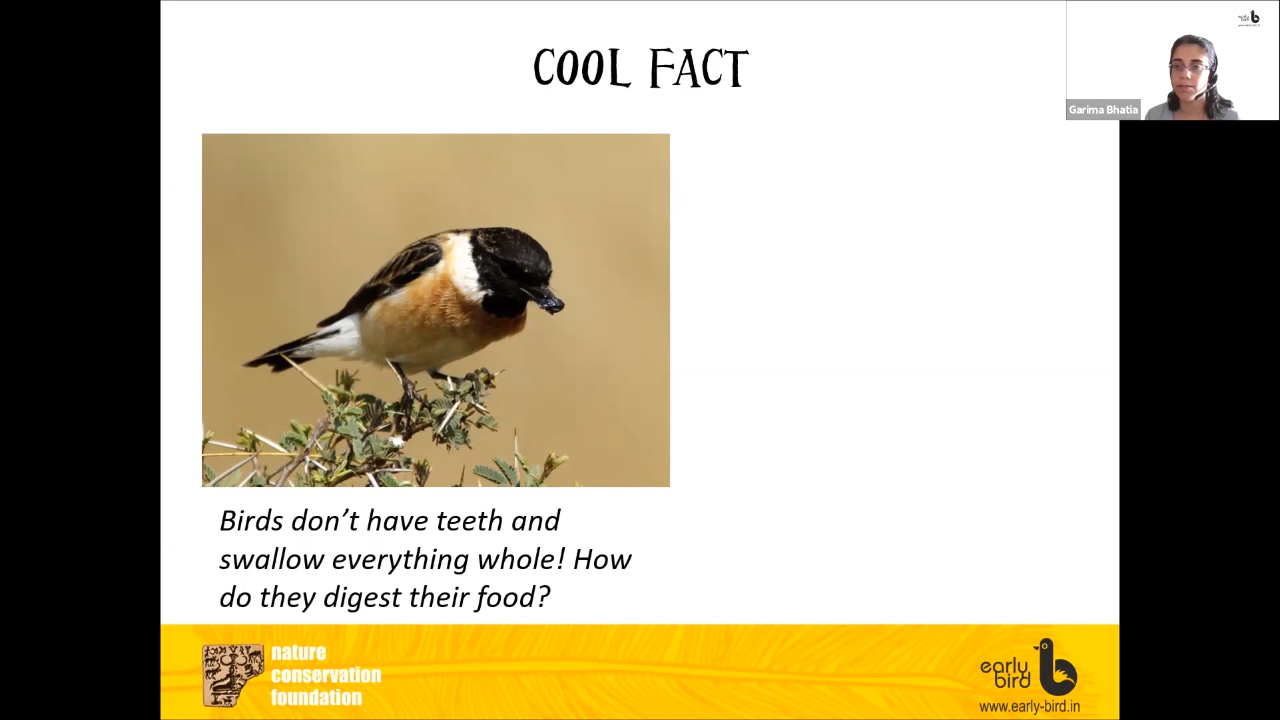 COOL FACT
Garima Bhatia
Birds don't have teeth and
swallow everything whole! How
do they digest their food?
nature
conservation
foundation
early
bird
www.early-bird.in